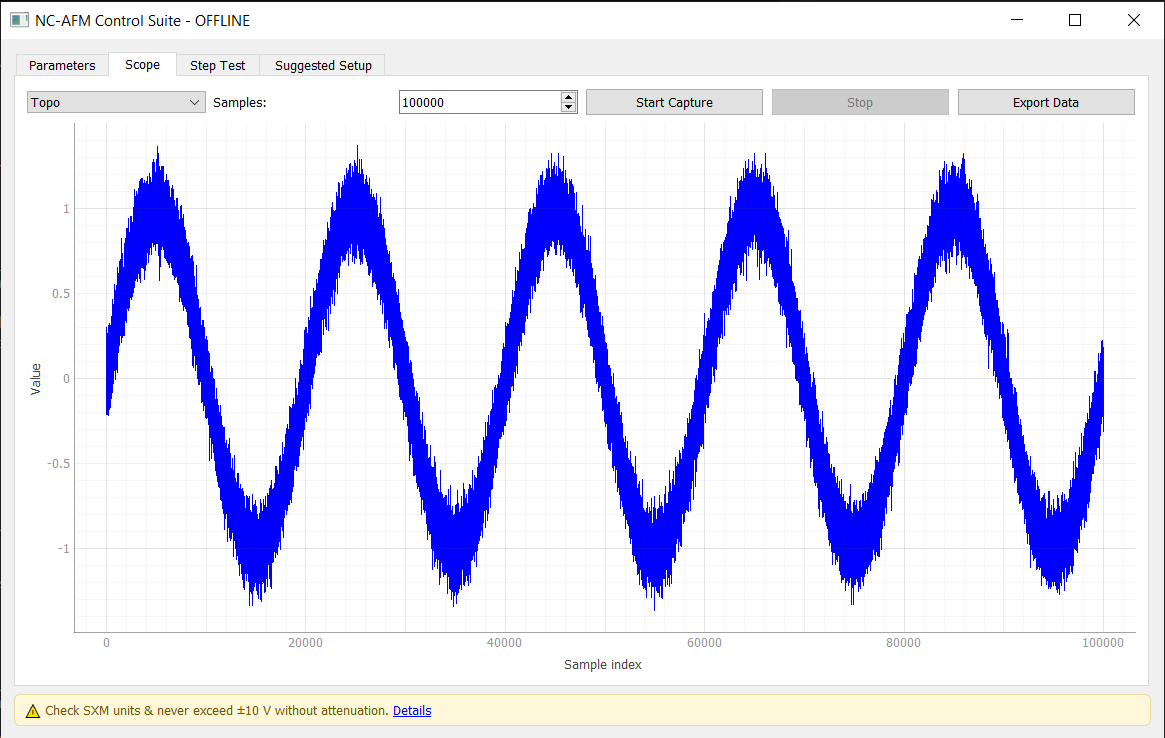 NC-AFM Control Suite - OFFLINE
Parameters Scope Step Test Suggested Setup
Topo Samples: 100000 Start Capture Stop Export Data
1
0.5
0
-0.5
-1
Value
0 20000 40000 60000 80000 100000
Sample index
Check SXM units & never exceed ±10 V without attenuation. Details